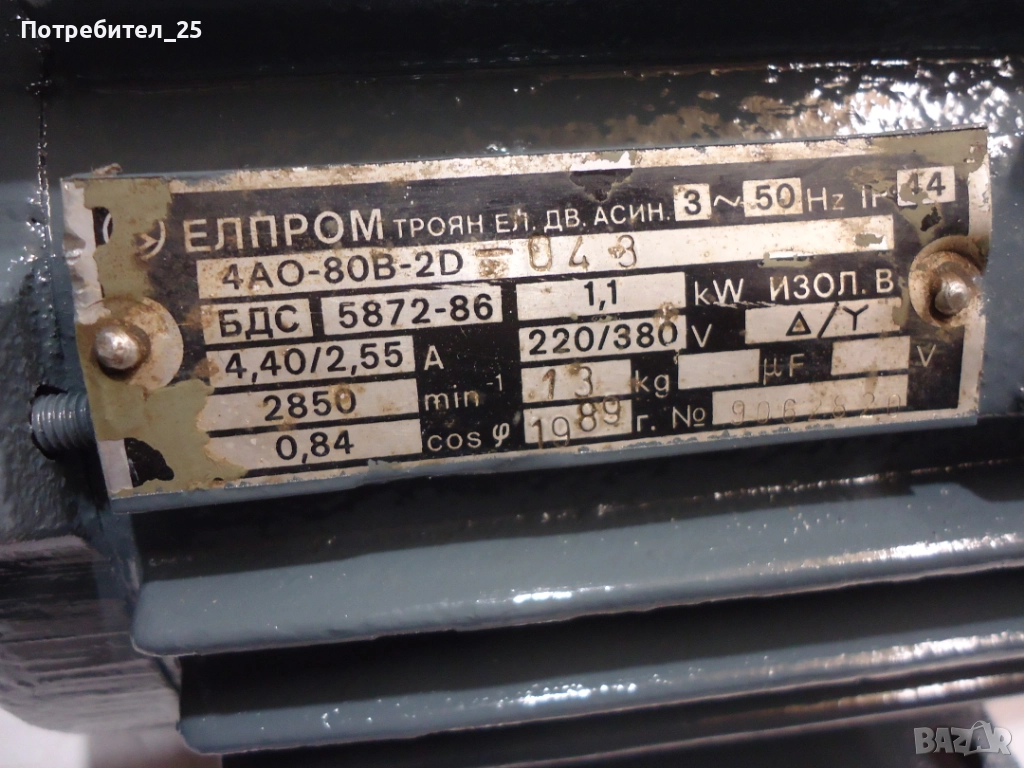 Потребител_25
ЕЛПРОМ ТРОЯН ЕЛ. ДВ. АСИН. 3 ~ 50 Hz IP 44
4АО-80В-2D - 043
БДС 5872-86 1,1 kW ИЗОЛ. В
4,40/2,55 А 220/380 V Δ/Y
2850 min⁻¹ 13 kg μF V
0,84 cos φ 1989 г. №
BAZAR